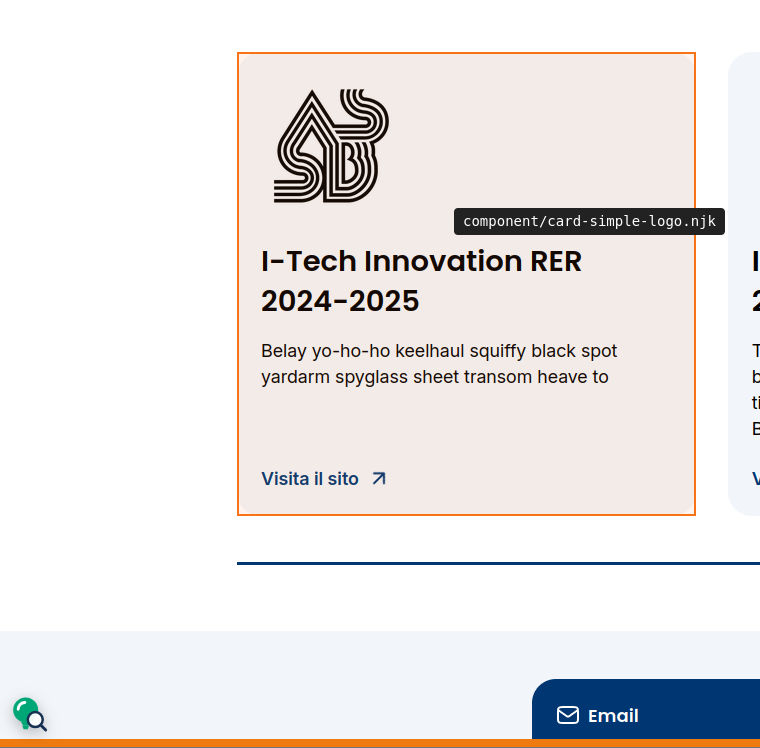 ASSB
component/card-simple-logo.njk
I-Tech Innovation RER
2024-2025
Belay yo-ho-ho keelhaul squiffy black spot
yardarm spyglass sheet transom heave to
Visita il sito
Email